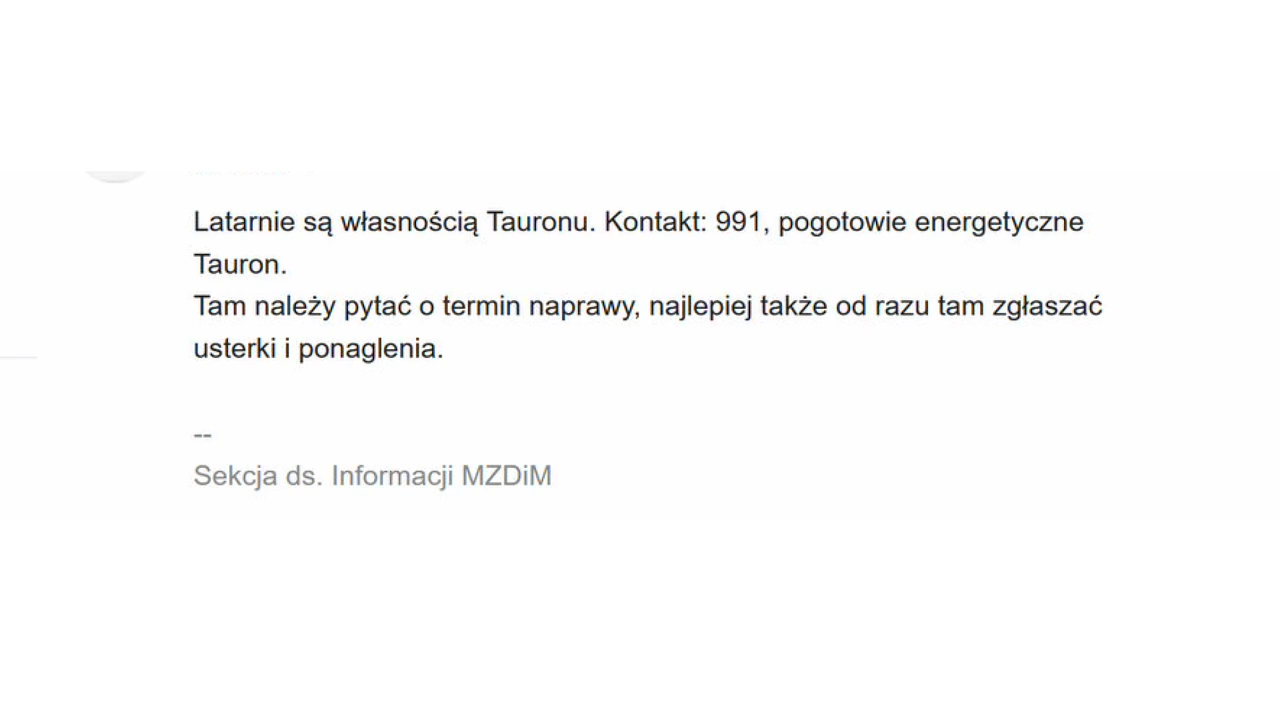 Latarnie są własnością Tauronu. Kontakt: 991, pogotowie energetyczne
Tauron.
Tam należy pytać o termin naprawy, najlepiej także od razu tam zgłaszać
usterki i ponaglenia.
--
Sekcja ds. Informacji MZDiM